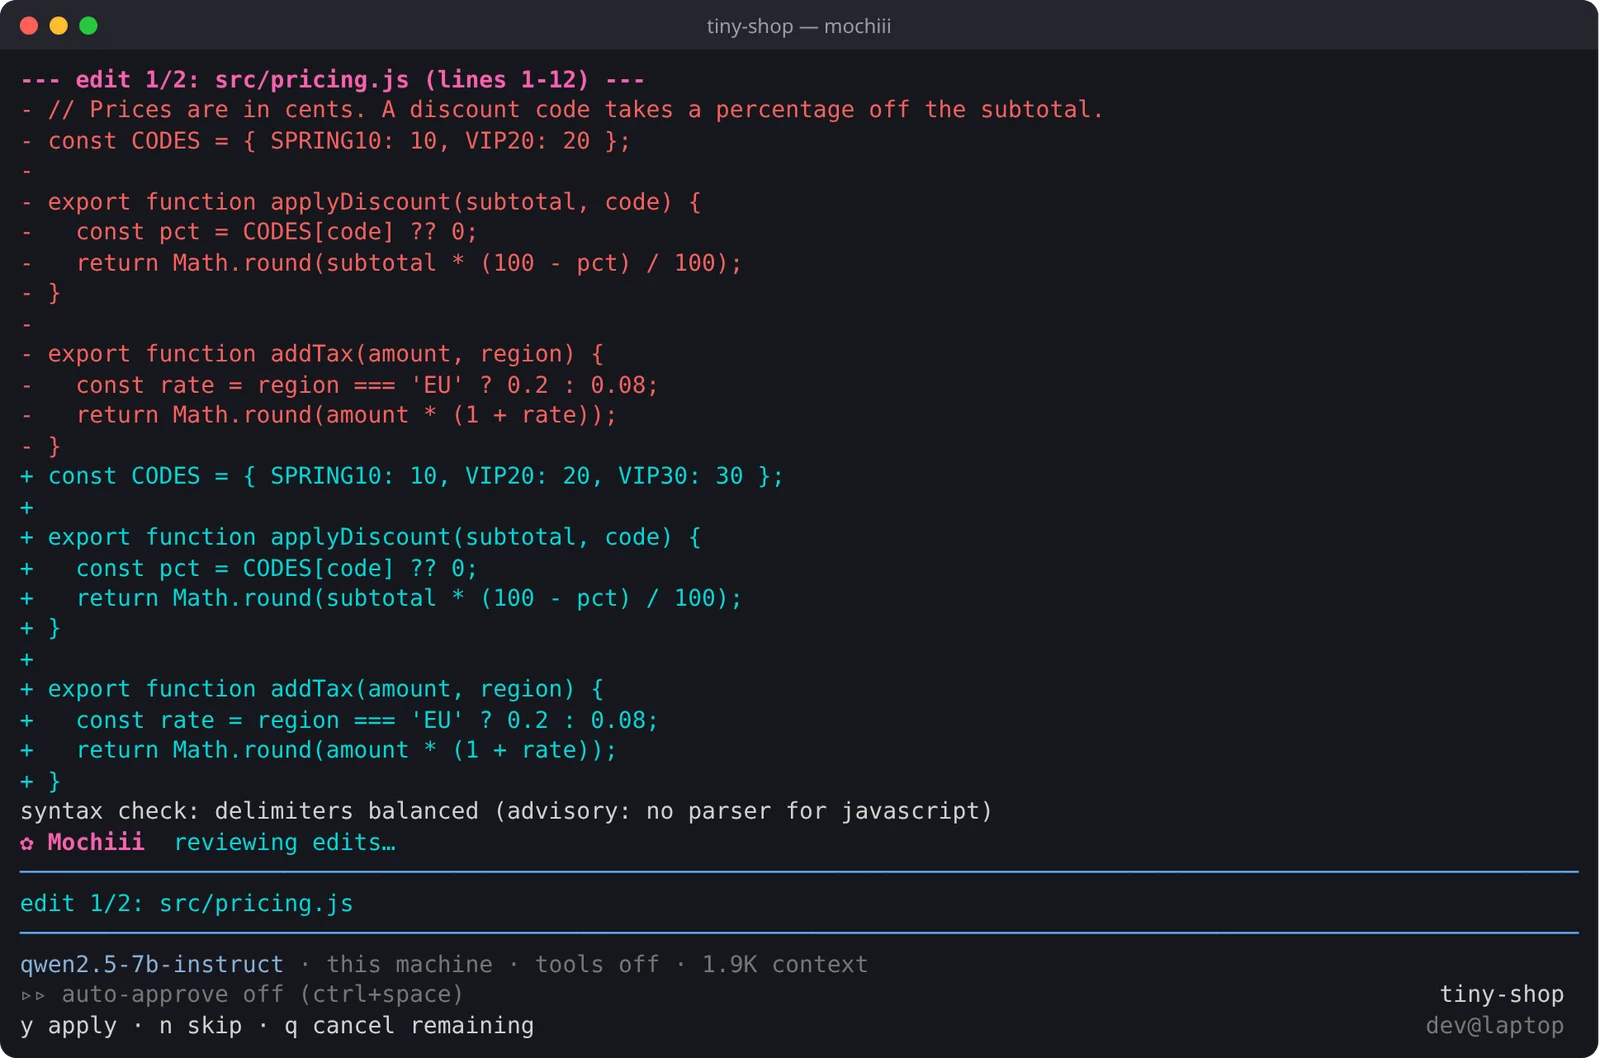 tiny-shop — mochiii
--- edit 1/2: src/pricing.js (lines 1-12) ---
- // Prices are in cents. A discount code takes a percentage off the subtotal.
- const CODES = { SPRING10: 10, VIP20: 20 };
-
- export function applyDiscount(subtotal, code) {
-   const pct = CODES[code] ?? 0;
-   return Math.round(subtotal * (100 - pct) / 100);
- }
-
- export function addTax(amount, region) {
-   const rate = region === 'EU' ? 0.2 : 0.08;
-   return Math.round(amount * (1 + rate));
- }
+ const CODES = { SPRING10: 10, VIP20: 20, VIP30: 30 };
+
+ export function applyDiscount(subtotal, code) {
+   const pct = CODES[code] ?? 0;
+   return Math.round(subtotal * (100 - pct) / 100);
+ }
+
+ export function addTax(amount, region) {
+   const rate = region === 'EU' ? 0.2 : 0.08;
+   return Math.round(amount * (1 + rate));
+ }
syntax check: delimiters balanced (advisory: no parser for javascript)
✿ Mochiii  reviewing edits…
edit 1/2: src/pricing.js
qwen2.5-7b-instruct · this machine · tools off · 1.9K context
▹▹ auto-approve off (ctrl+space)
tiny-shop
y apply · n skip · q cancel remaining
dev@laptop